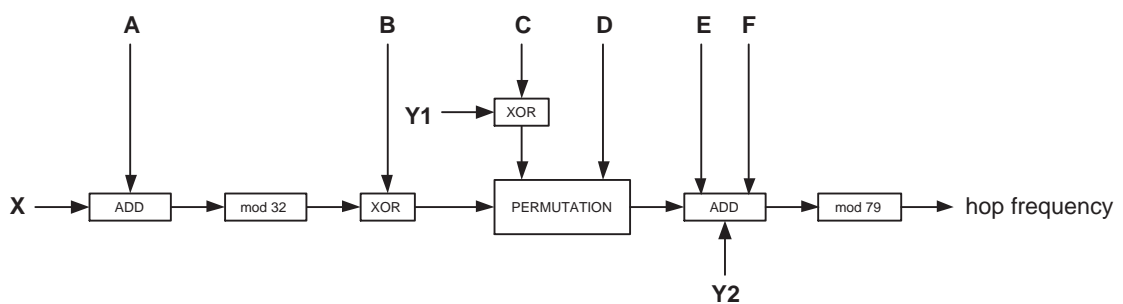 A B C D E F
Y1 XOR
X ADD mod 32 XOR PERMUTATION ADD mod 79 hop frequency
Y2